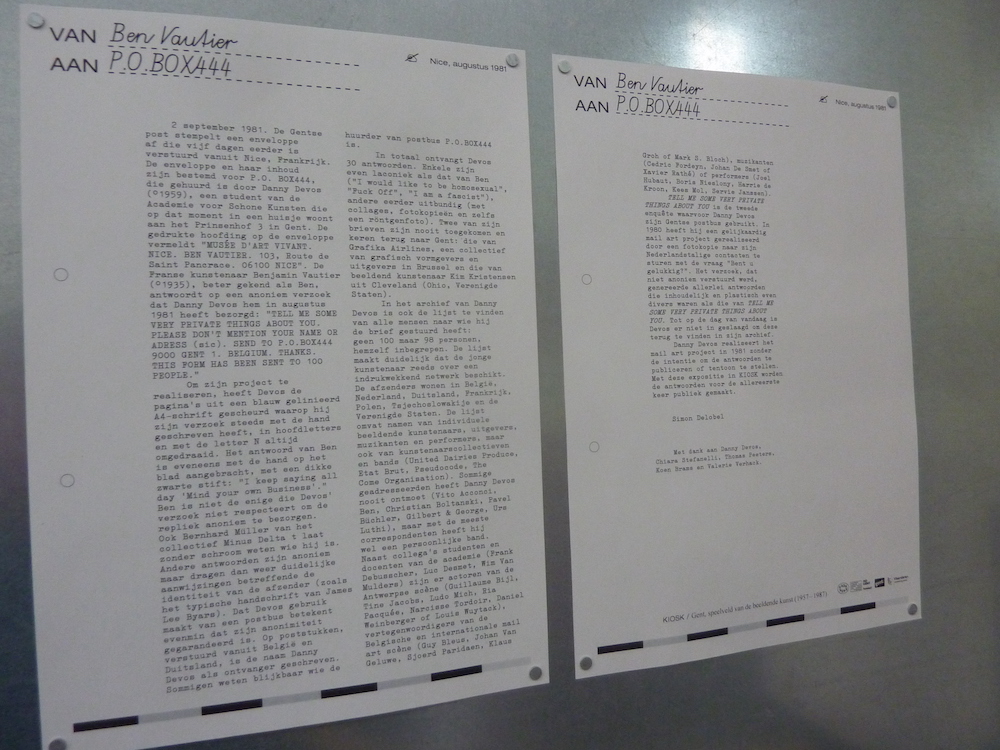 VAN Ben Vautier
AAN P.O.BOX444
Nice, augustus 1981
2 september 1981. De Gentse
post stempelt een enveloppe
af die vijf dagen eerder is
verstuurd vanuit Nice, Frankrijk.
De enveloppe en haar inhoud
zijn bestemd voor P.O. BOX444,
die gehuurd is door Danny Devos
(º1959), een student van de
Academie voor Schone Kunsten die
op dat moment in een huisje woont
aan het Prinsenhof 3 in Gent. De
gedrukte hoofding op de enveloppe
vermeldt "MUSÉE D'ART VIVANT.
NICE. BEN VAUTIER. 103, Route de
Saint Pancrace. 06100 NICE". De
Franse kunstenaar Benjamin Vautier
(º1935), beter gekend als Ben,
antwoordt op een anoniem verzoek
dat Danny Devos hem in augustus
1981 heeft bezorgd: "TELL ME SOME
VERY PRIVATE THINGS ABOUT YOU.
PLEASE DON'T MENTION YOUR NAME OR
ADRESS (sic). SEND TO P.O.BOX444
9000 GENT 1. BELGIUM. THANKS.
THIS FORM HAS BEEN SENT TO 100
PEOPLE."
Om zijn project te
realiseren, heeft Devos de
pagina's uit een blauw gelinieerd
A4-schrift gescheurd waarop hij
zijn verzoek steeds met de hand
geschreven heeft, in hoofdletters
en met de letter N altijd
omgedraaid. Het antwoord van Ben
is eveneens met de hand op het
blad aangebracht, met een dikke
zwarte stift: "I keep saying all
day 'Mind your own Business'."
Ben is niet de enige die Devos'
verzoek niet respecteert om de
repliek anoniem te bezorgen.
Ook Bernhard Müller van het
collectief Minus Delta t laat
zonder schroom weten wie hij is.
Andere antwoorden zijn anoniem
maar dragen dan weer duidelijke
aanwijzingen betreffende de
identiteit van de afzender (zoals
het typische handschrift van James
Lee Byars). Dat Devos gebruik
maakt van een postbus betekent
evenmin dat zijn anonimiteit
gegarandeerd is. Op poststukken,
verstuurd vanuit België en
Duitsland, is de naam Danny
Devos als ontvanger geschreven.
Sommigen weten blijkbaar wie de
huurder van postbus P.O.BOX444
is.
In totaal ontvangt Devos
30 antwoorden. Enkele zijn
even laconiek als dat van Ben
("I would like to be homosexual",
"Fuck Off", "I am a fascist"),
andere eerder uitbundig (met
collages, fotokopieën en zelfs
een röntgenfoto). Twee van zijn
brieven zijn nooit toegekomen en
keren terug naar Gent: die van
Grafika Airlines, een collectief
van grafisch vormgevers en
uitgevers in Brussel en die van
beeldend kunstenaar Kim Kristensen
uit Cleveland (Ohio, Verenigde
Staten).
In het archief van Danny
Devos is ook de lijst te vinden
van alle mensen naar wie hij
de brief gestuurd heeft:
geen 100 maar 98 personen,
hemzelf inbegrepen. De lijst
maakt duidelijk dat de jonge
kunstenaar reeds over een
indrukwekkend netwerk beschikt.
De afzenders wonen in België,
Nederland, Duitsland, Frankrijk,
Polen, Tsjechoslowakije en de
Verenigde Staten. De lijst
omvat namen van individuele
beeldende kunstenaars, uitgevers,
muzikanten en performers, maar
ook van kunstenaarscollectieven
en bands (United Dairies Produce,
Etat Brut, Pseudocode, The
Come Organisation). Sommige
geadresseerden heeft Danny Devos
nooit ontmoet (Vito Acconci,
Ben, Christian Boltanski, Pavel
Büchler, Gilbert & George, Urs
Luthi), maar met de meeste
correspondenten heeft hij
wel een persoonlijke band.
Naast collega's studenten en
docenten van de academie (Frank
Debusscher, Luc Desmet, Wim Van
Mulders) zijn er actoren van de
Antwerpse scène (Guillaume Bijl,
Tine Jacobs, Ludo Mich, Ria
Pacquée, Narcisse Tordoir, Daniel
Weinberger of Louis Wuytack),
vertegenwoordigers van de
Belgische en internationale mail
art scène (Guy Bleus, Johan Van
Geluwe, Sjoerd Paridaen, Klaus
VAN Ben Vautier
AAN P.O.BOX444
Nice, augustus 1981
Groh of Mark S. Bloch), muzikanten
(Cedric Purdeyn, Johan De Smet of
Xavier Rathé) of performers (Joel
Hubaut, Boris Nieslony, Harrie de
Kroon, Kees Mol, Servie Janssen).
TELL ME SOME VERY PRIVATE
THINGS ABOUT YOU is de tweede
enquête waarvoor Danny Devos
zijn Gentse postbus gebruikt. In
1980 heeft hij een gelijkaardig
mail art project gerealiseerd
door een fotokopie naar zijn
Nederlandstalige contacten te
sturen met de vraag "Bent u
gelukkig?". Het verzoek, dat
niet anoniem verstuurd werd,
genereerde allerlei antwoorden
die inhoudelijk en plastisch even
divers waren als die van TELL ME
SOME VERY PRIVATE THINGS ABOUT
YOU. Tot op de dag van vandaag is
Devos er niet in geslaagd om deze
terug te vinden in zijn archief.
Danny Devos realiseert het
mail art project in 1981 zonder
de intentie om de antwoorden te
publiceren of tentoon te stellen.
Met deze expositie in KIOSK worden
de antwoorden voor de allereerste
keer publiek gemaakt.
Simon Delobel
Met dank aan Danny Devos,
Chiara Stefanelli, Thomas Peeters,
Koen Brams en Valerie Verhack.
KIOSK / Gent, speelveld van de beeldende kunst (1957-1987)